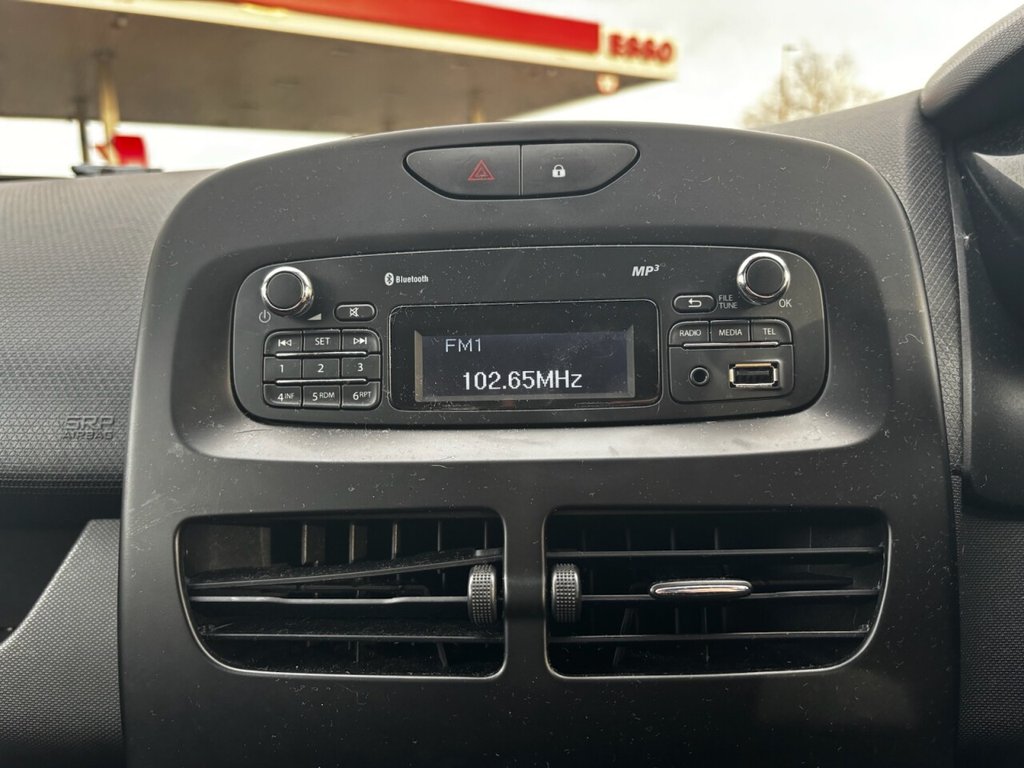 ESSO
Bluetooth
MP3
FILE
TUNE
OK
SET
1 2 3
4 INF 5 RDM 6 RPT
FM1
102.65MHz
RADIO MEDIA TEL
SRP
AIRBAG